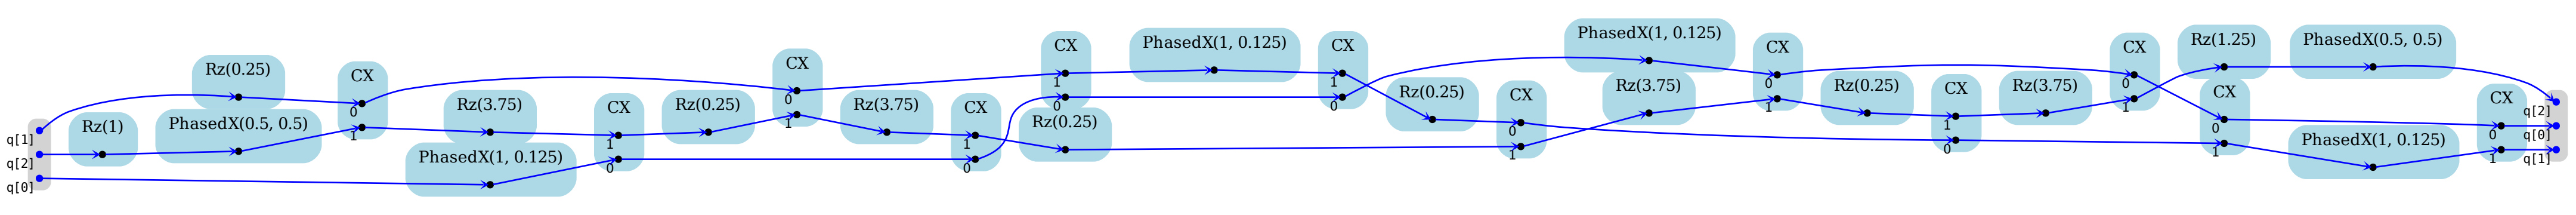 q[1]
q[2]
q[0]
Rz(1)
Rz(0.25)
PhasedX(0.5, 0.5)
CX
0
1
Rz(3.75)
PhasedX(1, 0.125)
CX
1
0
Rz(0.25)
CX
0
1
Rz(3.75)
CX
1
0
CX
1
0
Rz(0.25)
PhasedX(1, 0.125)
CX
1
0
Rz(0.25)
CX
0
1
PhasedX(1, 0.125)
Rz(3.75)
CX
0
1
Rz(0.25)
CX
1
0
Rz(3.75)
CX
0
1
Rz(1.25)
CX
0
1
PhasedX(0.5, 0.5)
PhasedX(1, 0.125)
CX
0
1
q[2]
q[0]
q[1]